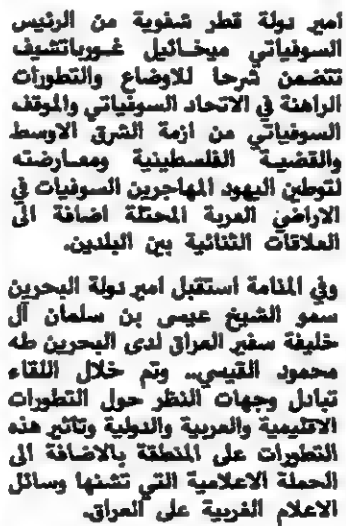 امير دولة قطر شفوية من الرئيس
السوفياتي ميخائيل غورباتشيف
تتضمن شرحا للاوضاع والتطورات
الراهنة في الاتحاد السوفياتي والموقف
السوفياتي من ازمة الشرق الاوسط
والقضية الفلسطينية ومعارضته
لتوطين اليهود المهاجرين السوفيات في
الاراضي العربية المحتلة اضافة الى
العلاقات الثنائية بين البلدين.
وفي المنامة استقبل امير دولة البحرين
سمو الشيخ عيسى بن سلمان آل
خليفة سفير العراق لدى البحرين طه
محمود القيسي.. وتم خلال اللقاء
تبادل وجهات النظر حول التطورات
الاقليمية والعربية والدولية وتأثير هذه
التطورات على المنطقة بالاضافة الى
الحملة الاعلامية التي تشنها وسائل
الاعلام الغربية على العراق.